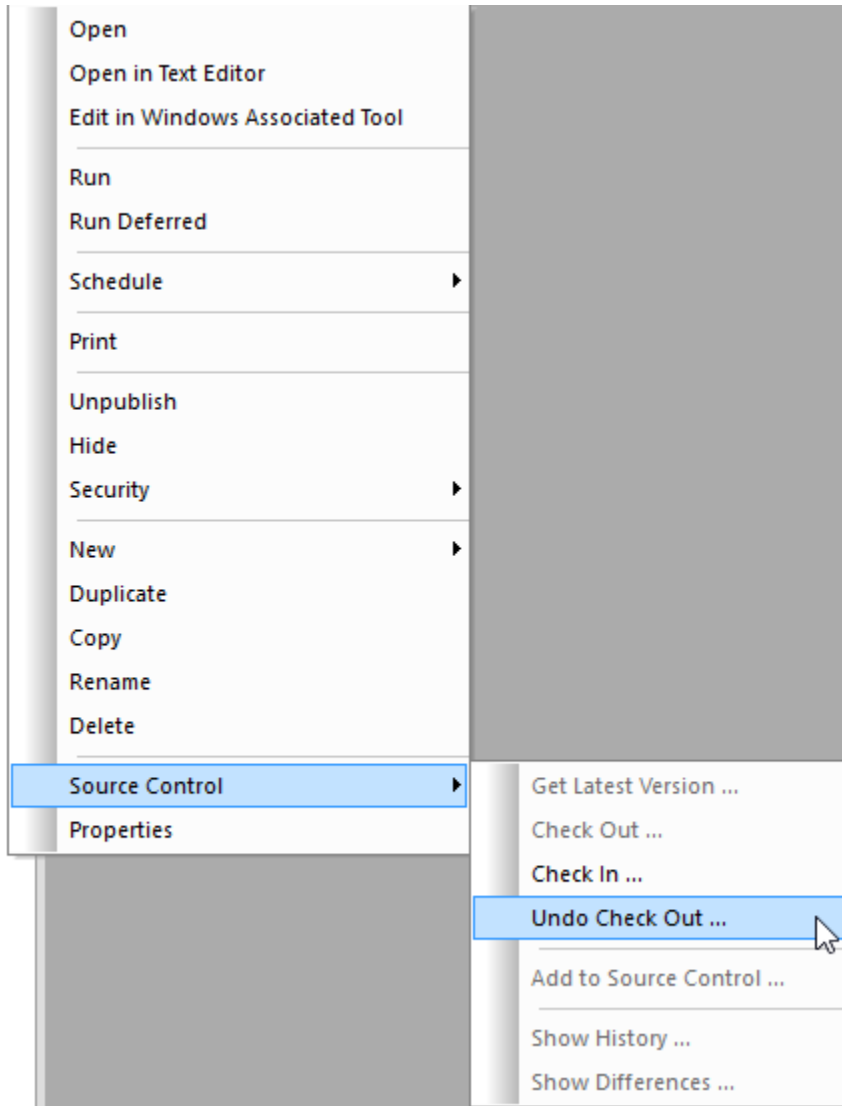 Open
Open in Text Editor
Edit in Windows Associated Tool
Run
Run Deferred
Schedule
Print
Unpublish
Hide
Security
New
Duplicate
Copy
Rename
Delete
Source Control
Properties
Get Latest Version ...
Check Out ...
Check In ...
Undo Check Out ...
Add to Source Control ...
Show History ...
Show Differences ...